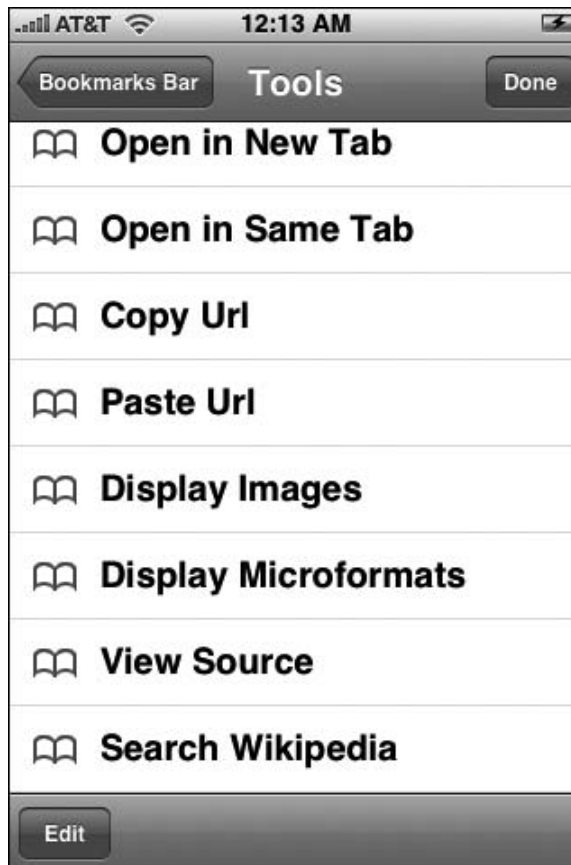 AT&T 12:13 AM
Bookmarks Bar Tools Done
Open in New Tab
Open in Same Tab
Copy Url
Paste Url
Display Images
Display Microformats
View Source
Search Wikipedia
Edit